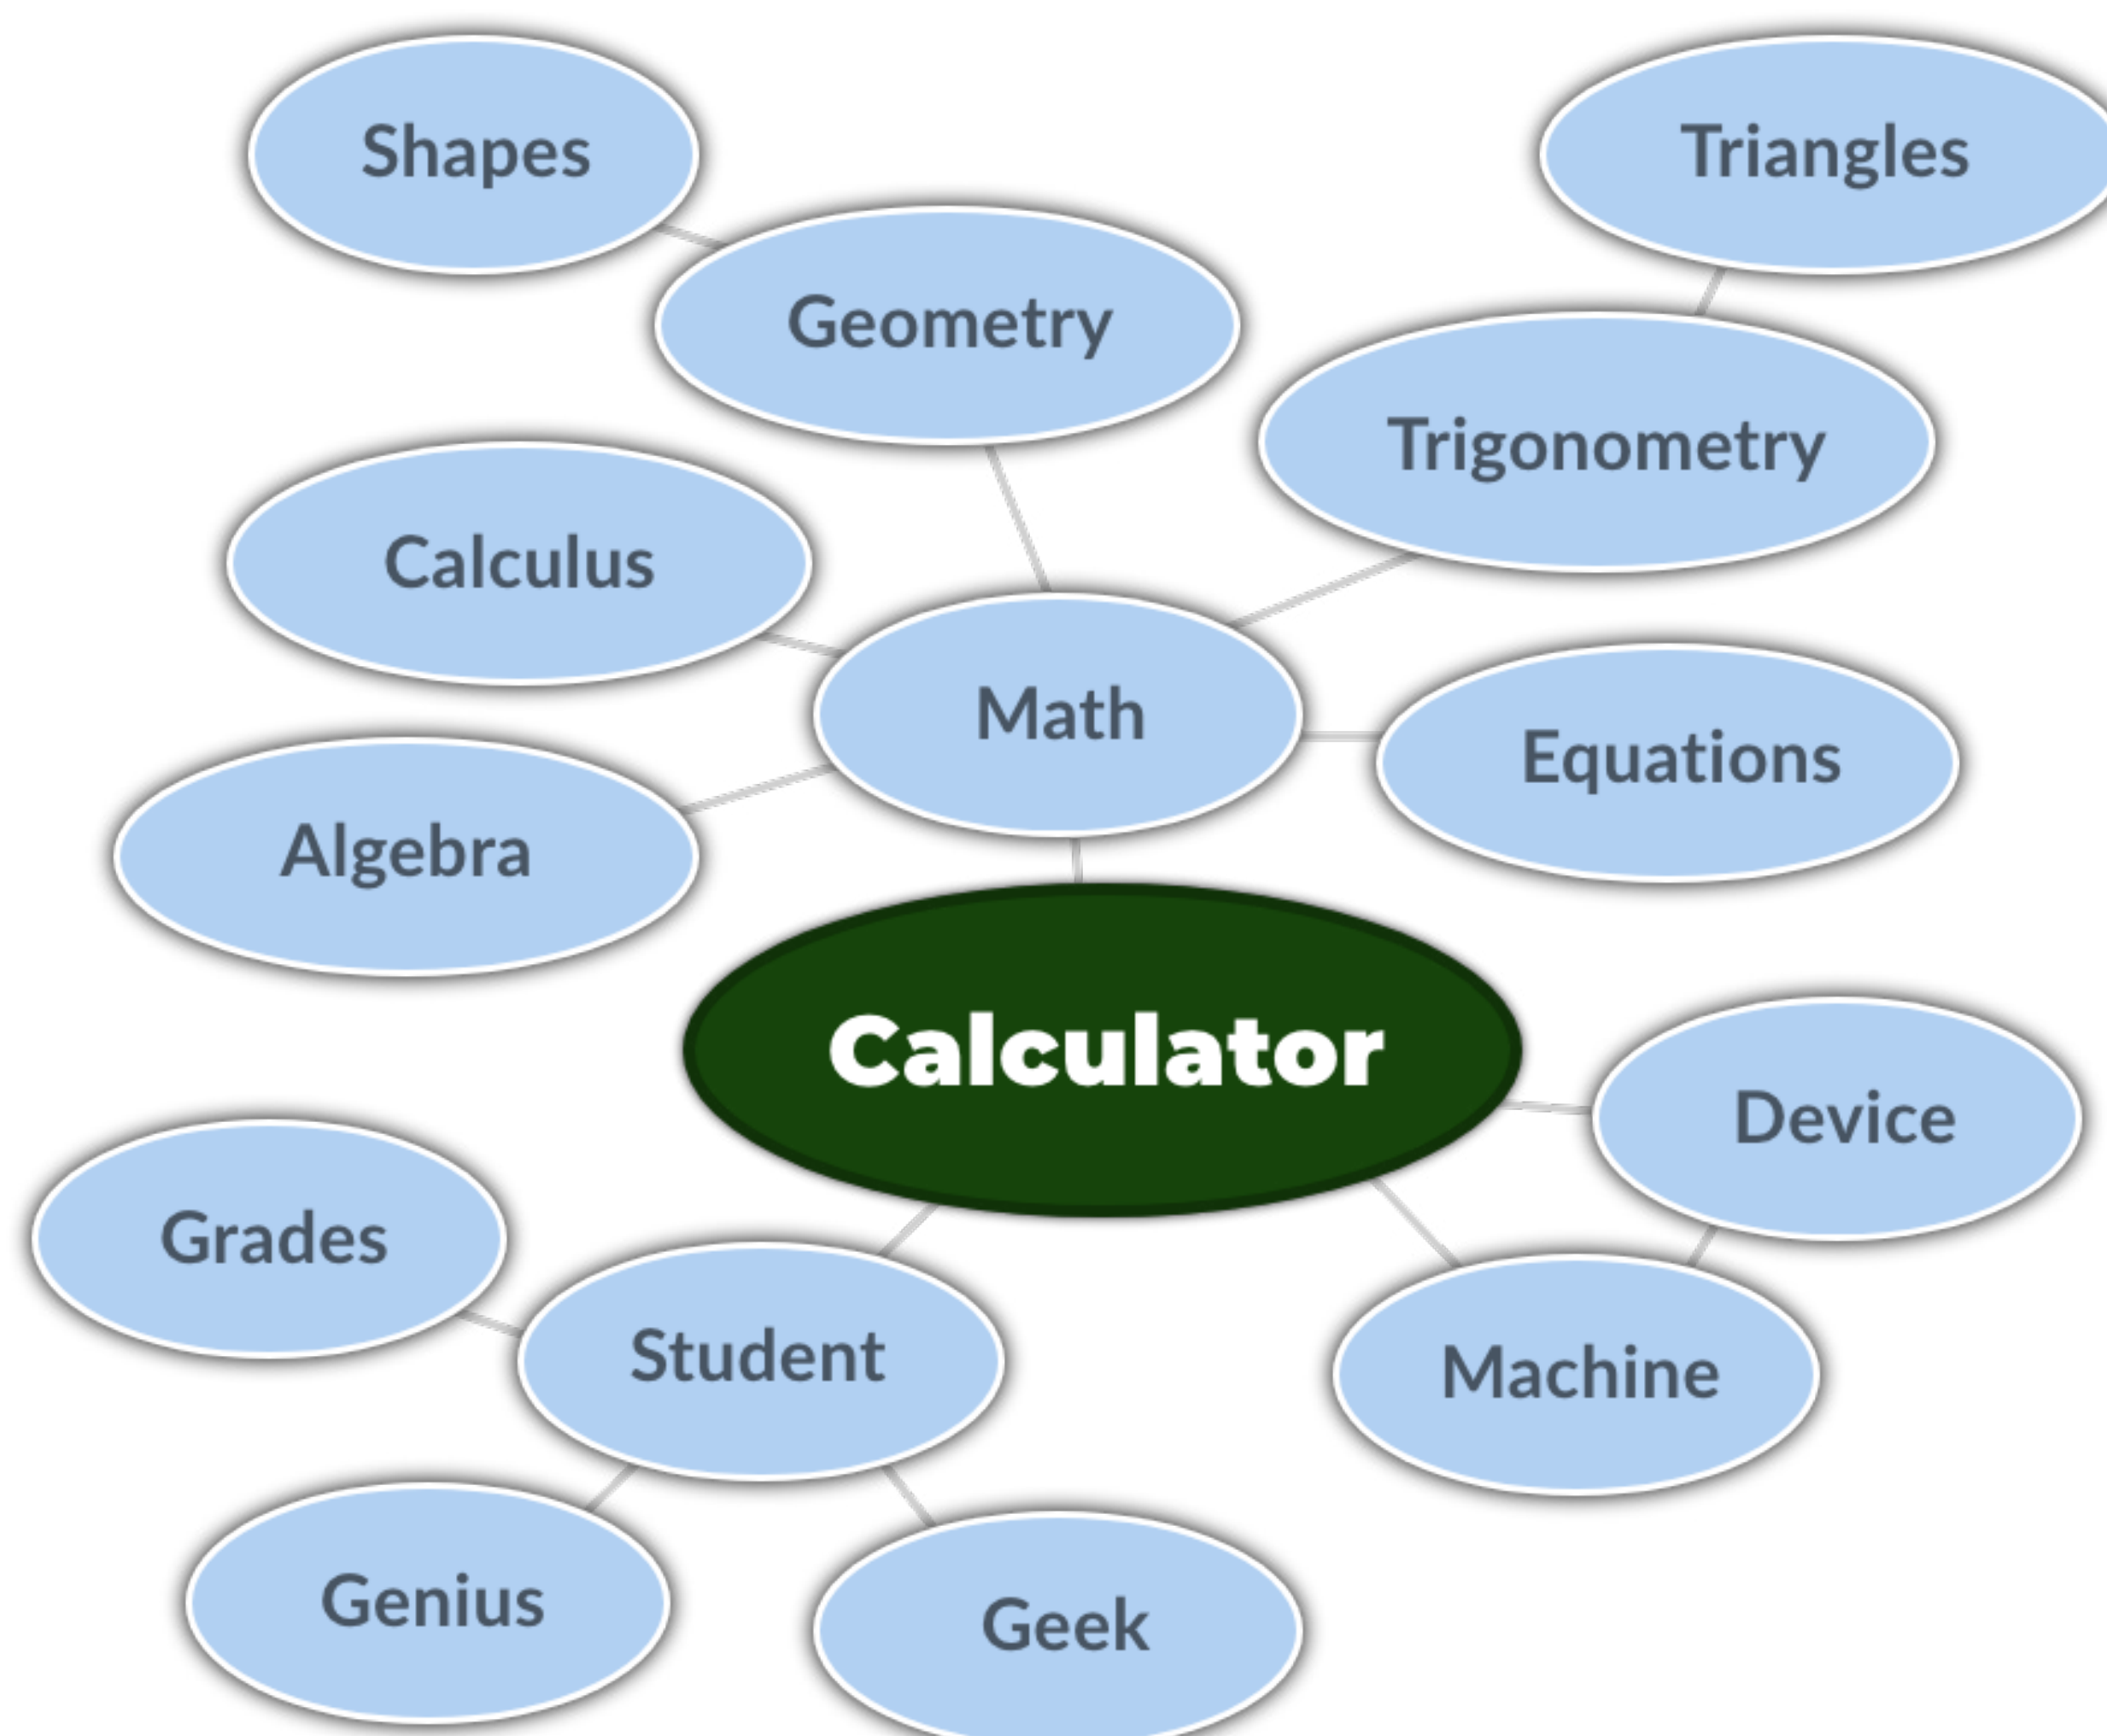 Shapes
Triangles
Geometry
Trigonometry
Calculus
Math
Equations
Algebra
Calculator
Device
Grades
Student
Machine
Genius
Geek